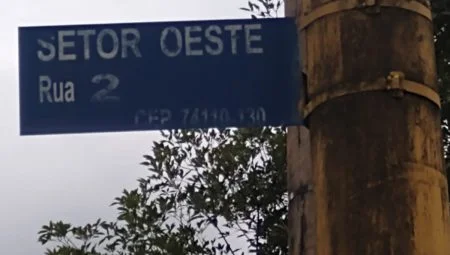 SETOR OESTE
Rua 2
CEP 74110-130